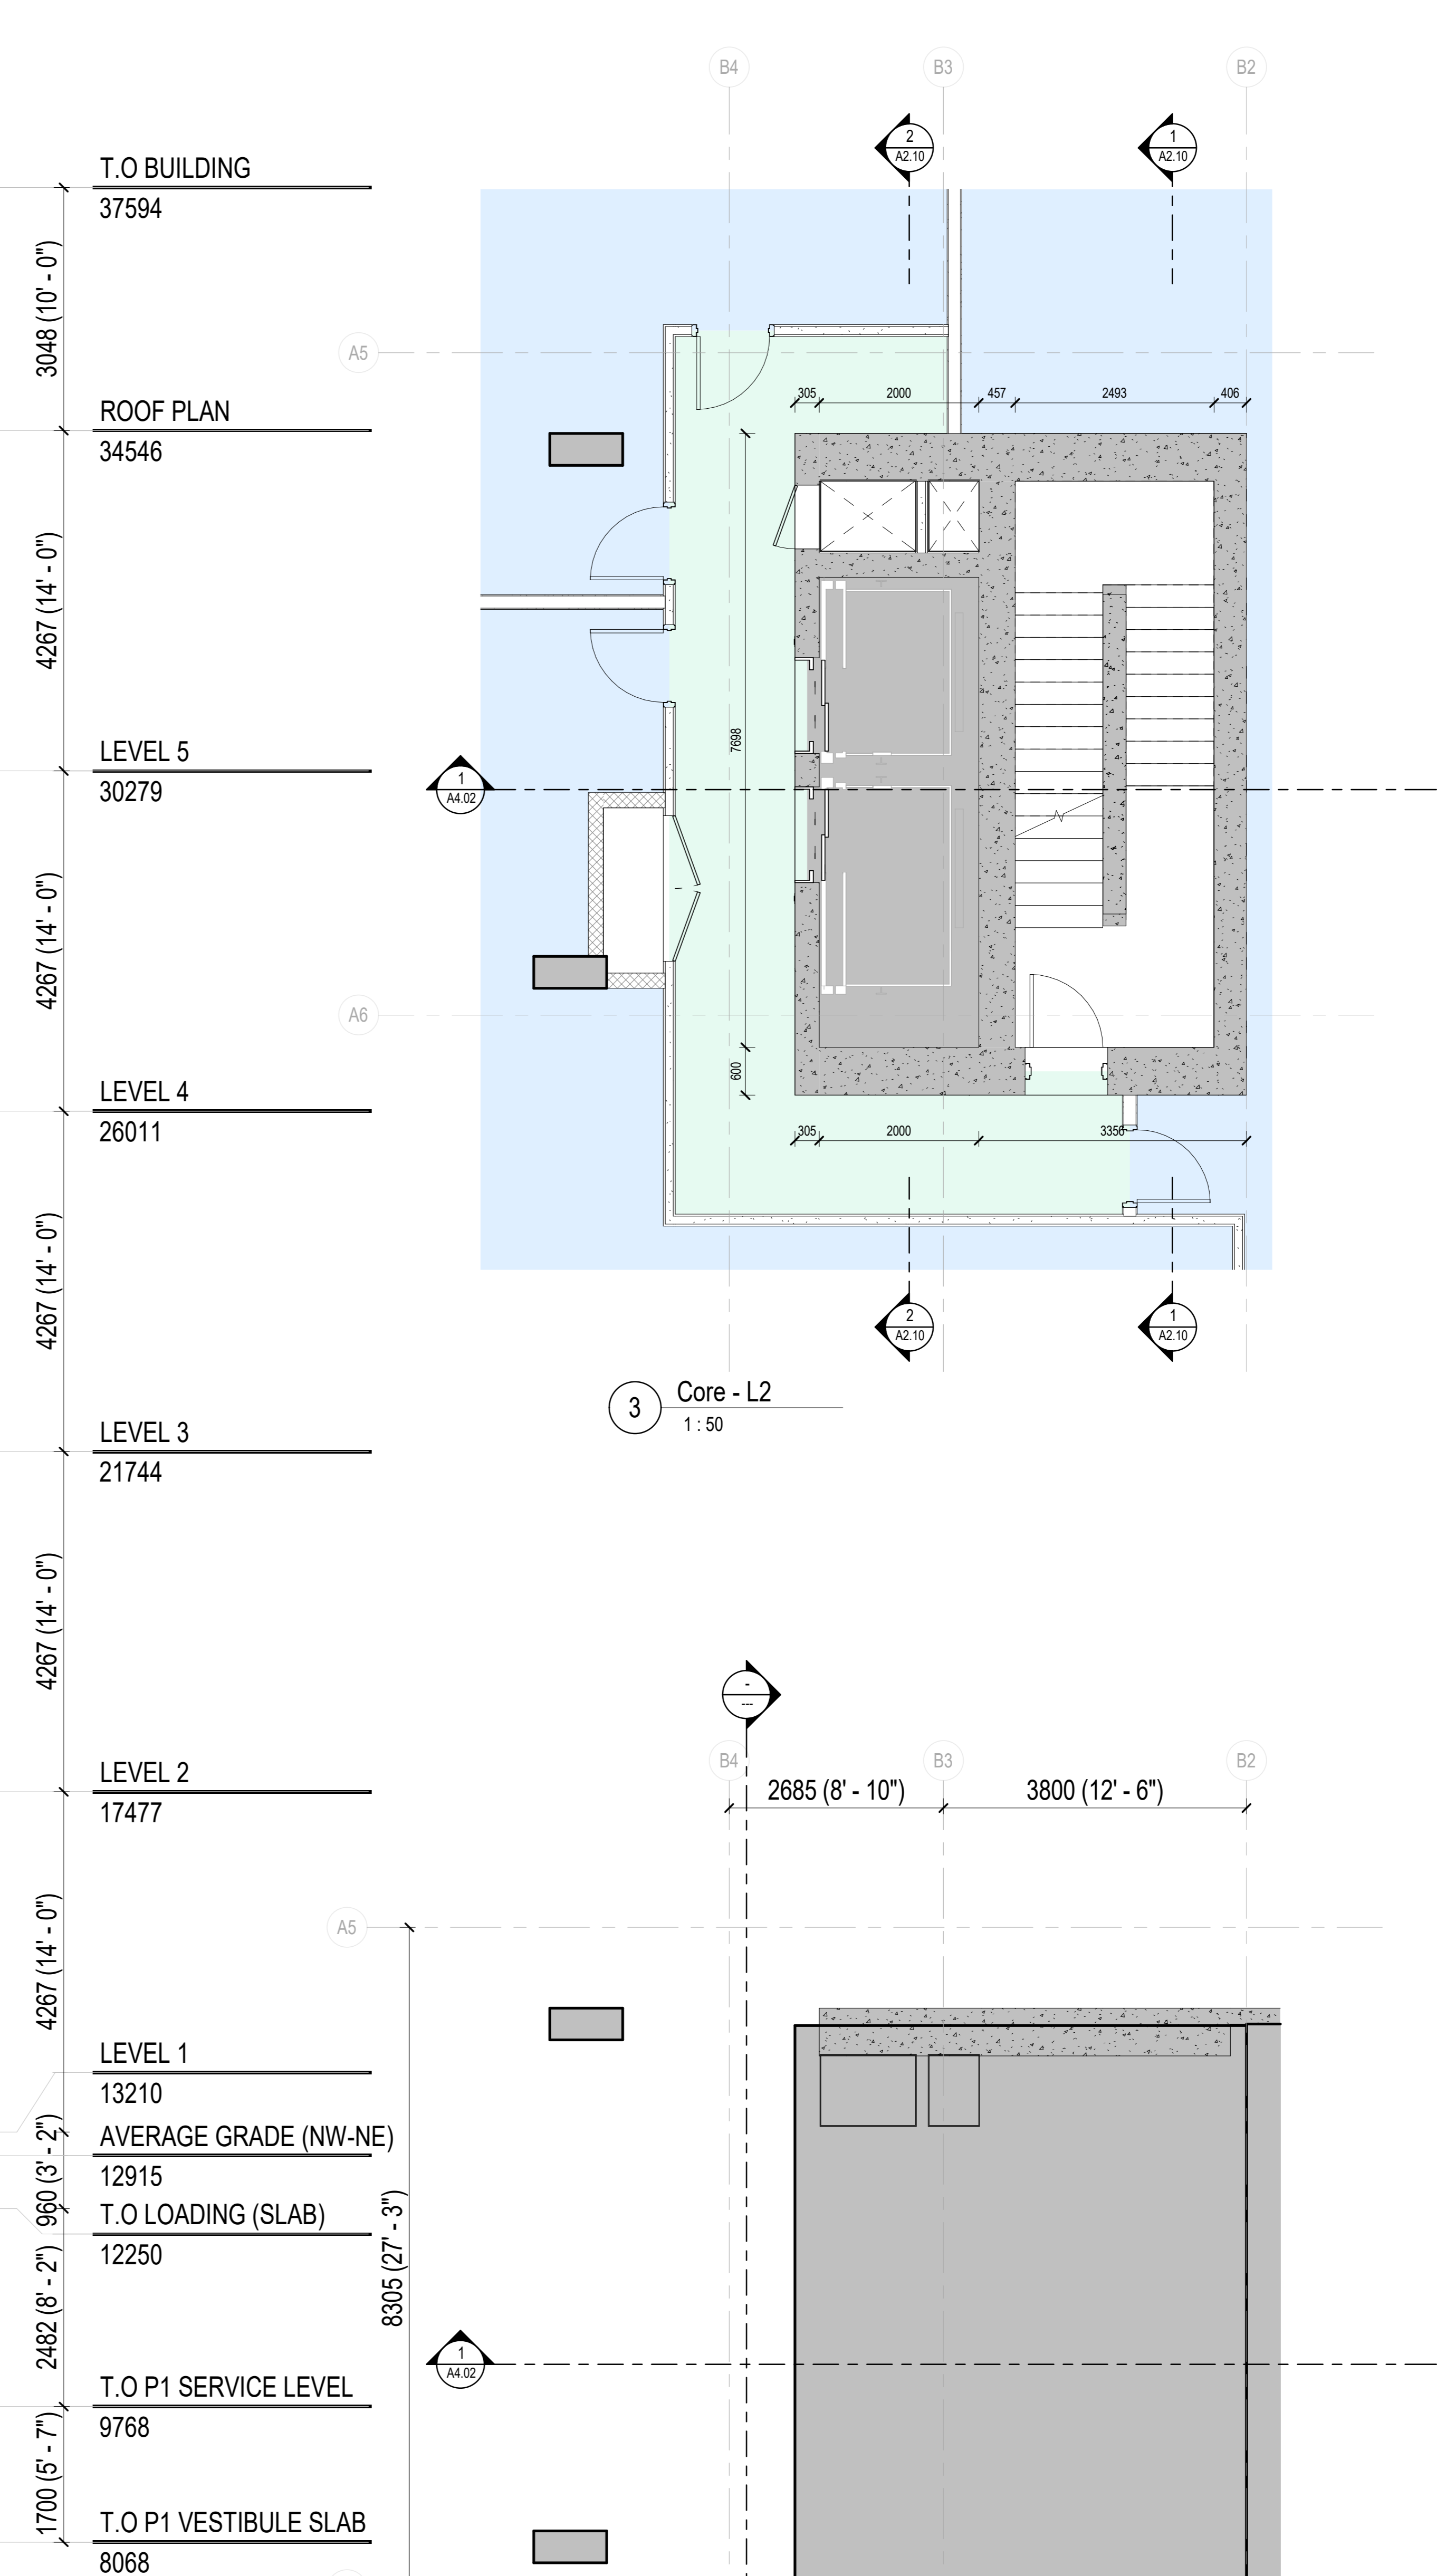 T.O BUILDING
37594
3048 (10' - 0")
ROOF PLAN
34546
4267 (14' - 0")
LEVEL 5
30279
4267 (14' - 0")
LEVEL 4
26011
4267 (14' - 0")
LEVEL 3
21744
4267 (14' - 0")
LEVEL 2
17477
4267 (14' - 0")
LEVEL 1
13210
AVERAGE GRADE (NW-NE)
12915
960 (3' - 2")
T.O LOADING (SLAB)
12250
2482 (8' - 2")
T.O P1 SERVICE LEVEL
9768
1700 (5' - 7")
T.O P1 VESTIBULE SLAB
8068
B4
B3
B2
2
A2.10
1
A2.10
A5
305
2000
457
2493
406
7698
1
A4.02
A6
600
305
2000
3356
2
A2.10
1
A2.10
3
Core - L2
1 : 50
-
---
B4
B3
B2
2685 (8' - 10")
3800 (12' - 6")
A5
8305 (27' - 3")
1
A4.02